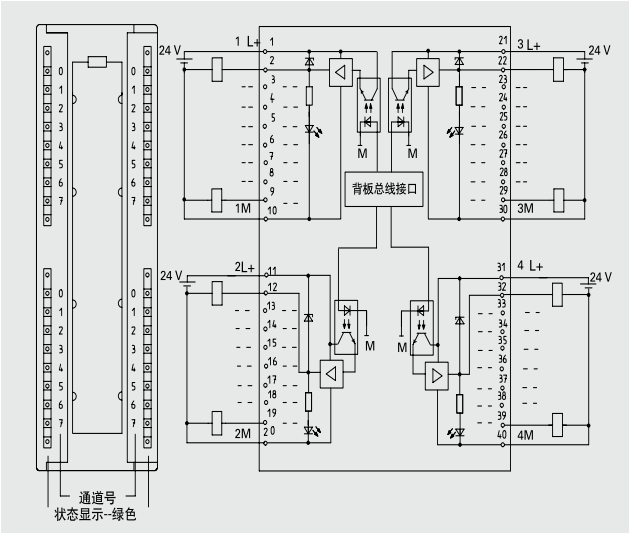 24 V
1 L+ 1
2
3
4
5
6
7
8
9
10
1M
21 3 L+
22
23
24
25
26
27
28
29
30
3M
24 V
M
M
背板总线接口
0 0
1 1
2 2
3 3
4 4
5 5
6 6
7 7
24 V
2L+ 11
12
13
14
15
16
17
18
19
2 0
2M
31 4 L+
32
33
34
35
36
37
38
39
40
4M
24 V
M
M
0 0
1 1
2 2
3 3
4 4
5 5
6 6
7 7
通道号
状态显示--绿色